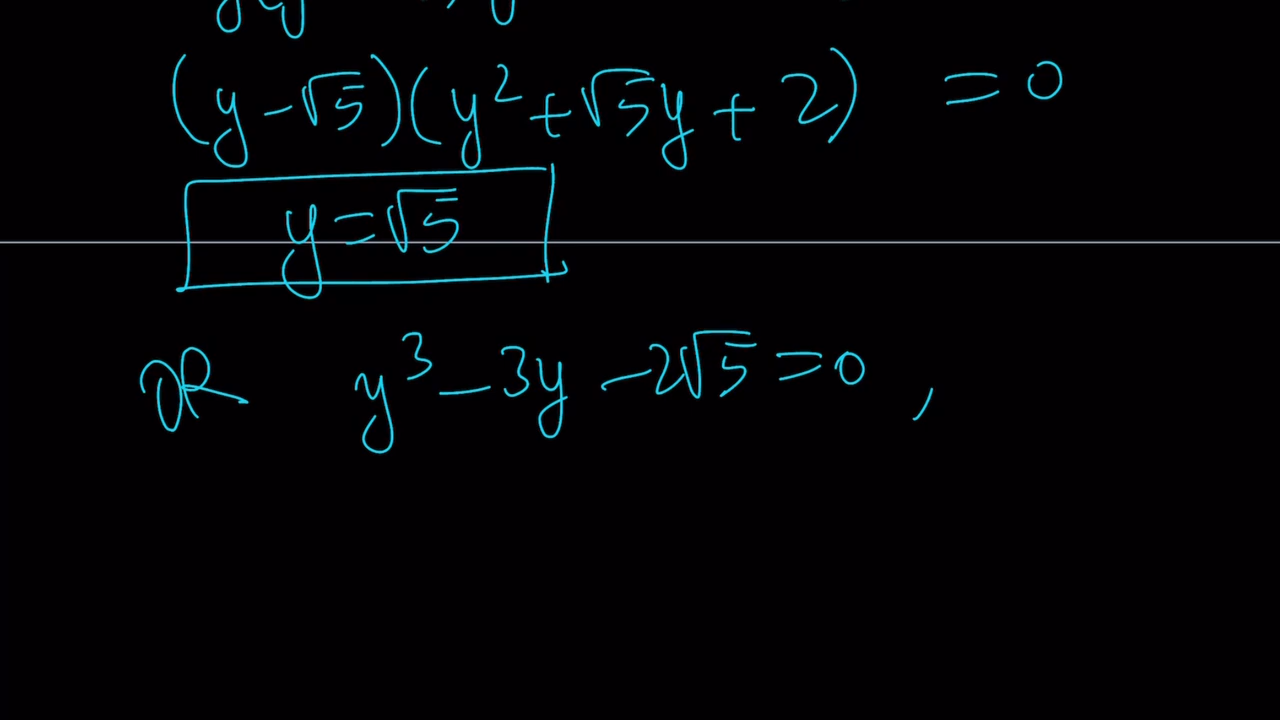 (y-√5)(y²+√5y+2) =0
y=√5
OR y³-3y-2√5=0,